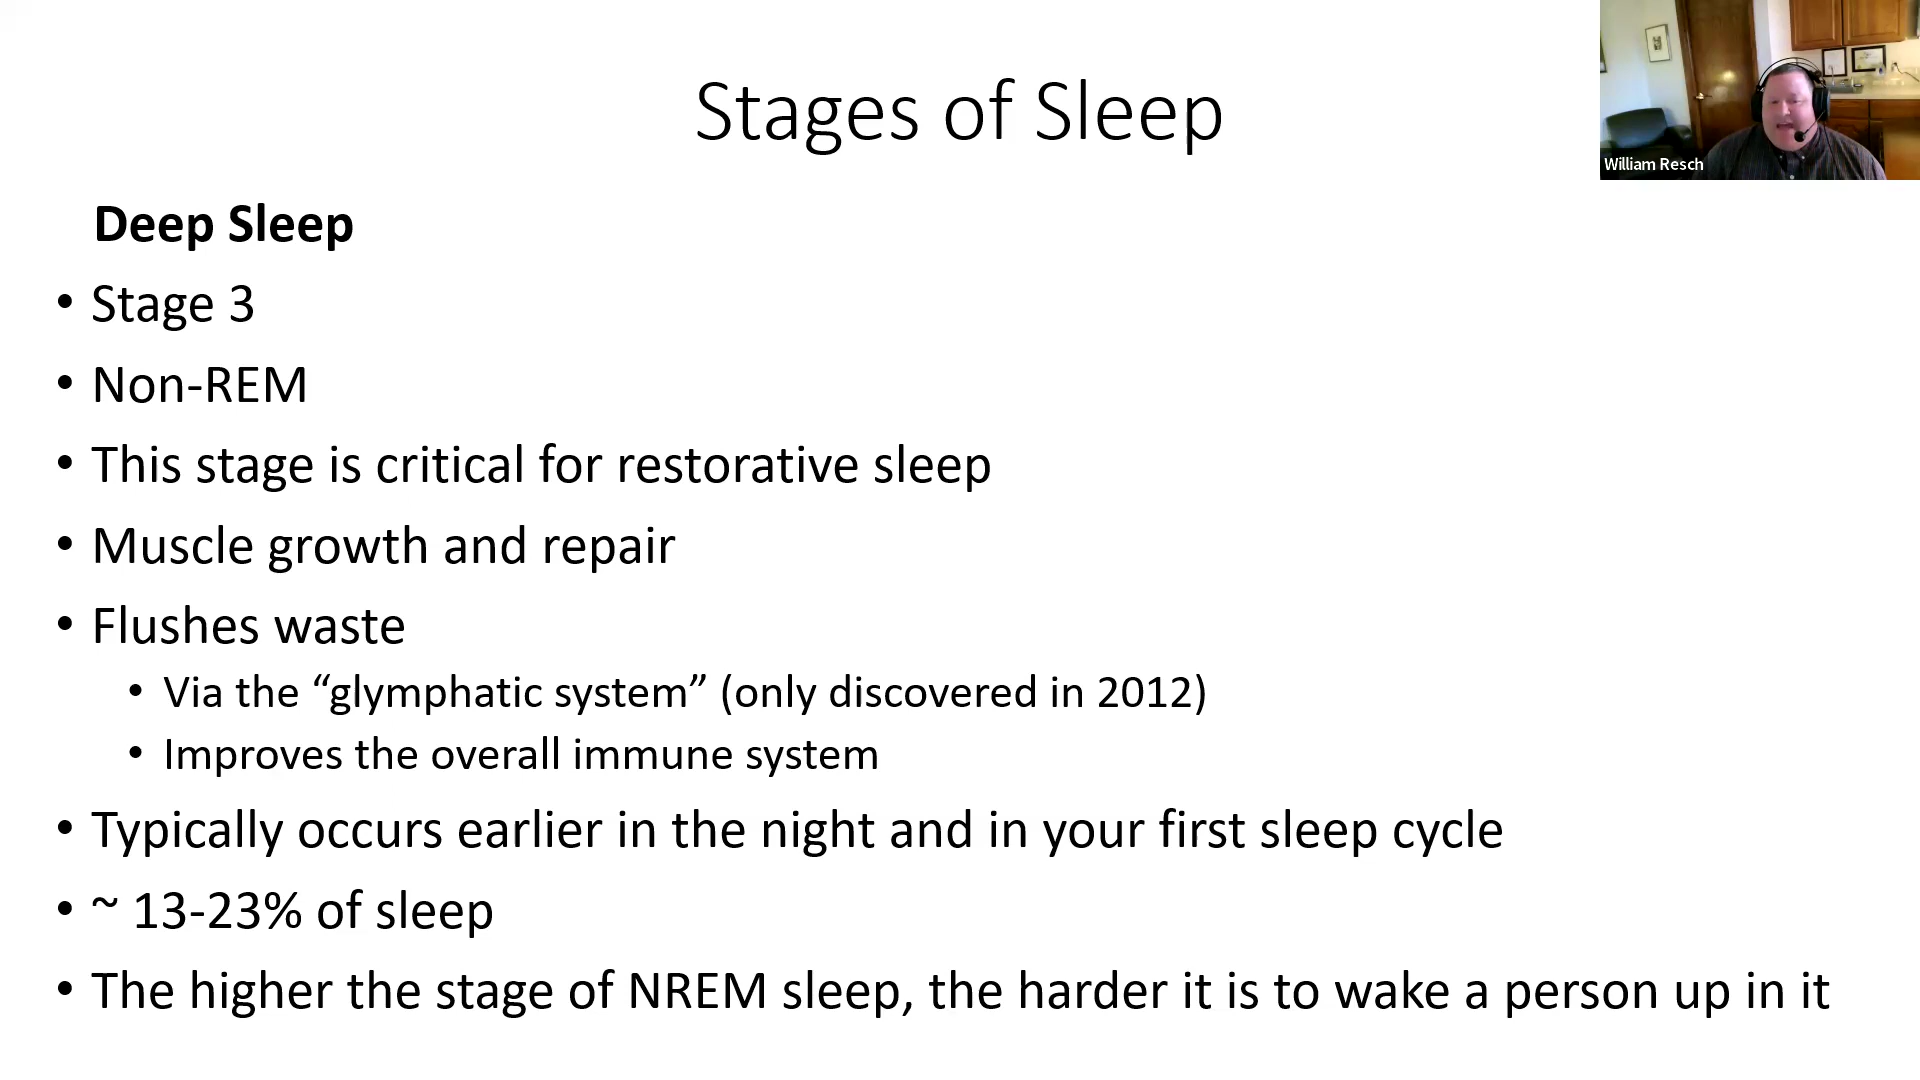 Stages of Sleep
William Resch
Deep Sleep
• Stage 3
• Non-REM
• This stage is critical for restorative sleep
• Muscle growth and repair
• Flushes waste
• Via the “glymphatic system” (only discovered in 2012)
• Improves the overall immune system
• Typically occurs earlier in the night and in your first sleep cycle
• ~ 13-23% of sleep
• The higher the stage of NREM sleep, the harder it is to wake a person up in it